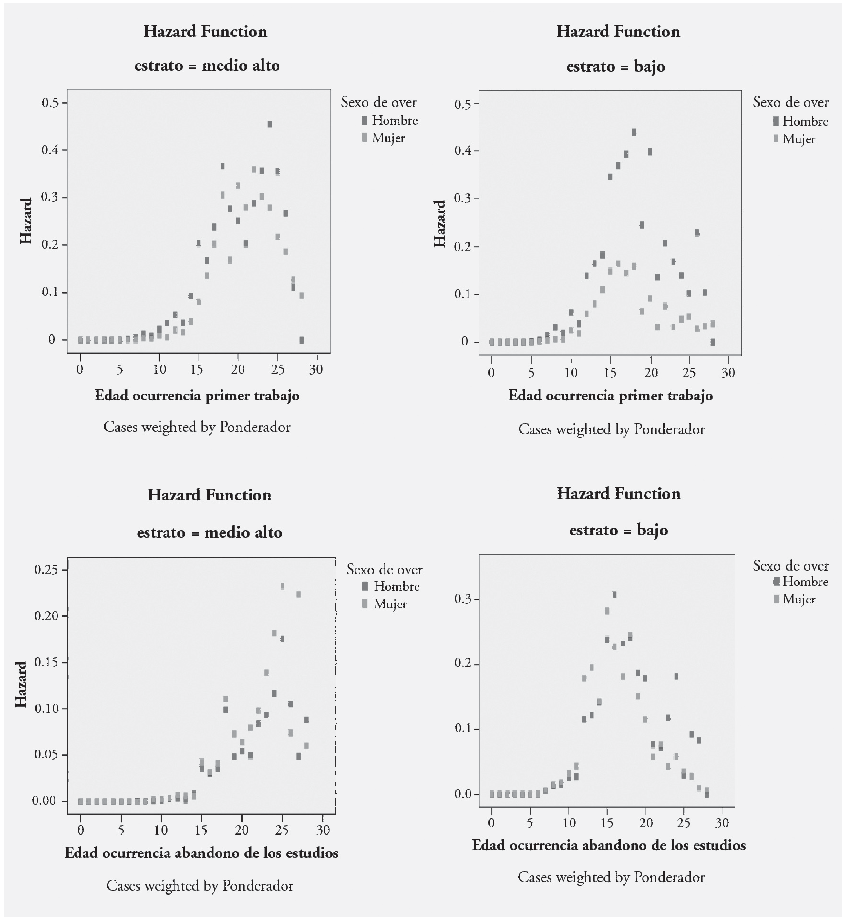 Hazard Function
estrato = medio alto
Sexo de over
Hombre
Mujer
0.5
0.4
0.3
0.2
0.1
0
Hazard
0 5 10 15 20 25 30
Edad ocurrencia primer trabajo
Cases weighted by Ponderador
Hazard Function
estrato = bajo
Sexo de over
Hombre
Mujer
0.5
0.4
0.3
0.2
0.1
0
Hazard
0 5 10 15 20 25 30
Edad ocurrencia primer trabajo
Cases weighted by Ponderador
Hazard Function
estrato = medio alto
Sexo de over
Hombre
Mujer
0.25
0.20
0.15
0.10
0.05
0.00
Hazard
0 5 10 15 20 25 30
Edad ocurrencia abandono de los estudios
Cases weighted by Ponderador
Hazard Function
estrato = bajo
Sexo de over
Hombre
Mujer
0.3
0.2
0.1
0.0
0 5 10 15 20 25 30
Edad ocurrencia abandono de los estudios
Cases weighted by Ponderador